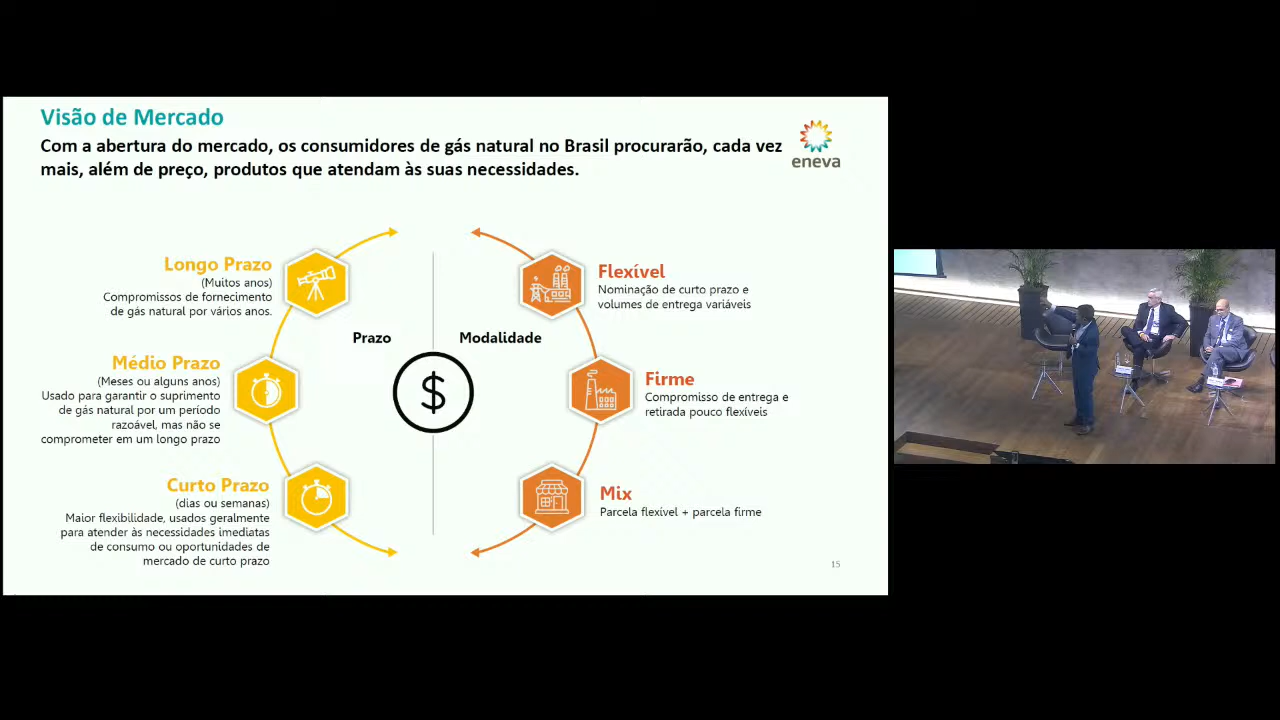 Visão de Mercado
Com a abertura do mercado, os consumidores de gás natural no Brasil procurarão, cada vez
mais, além de preço, produtos que atendam às suas necessidades.
eneva
Longo Prazo
(Muitos anos)
Compromissos de fornecimento
de gás natural por vários anos.
Médio Prazo
(Meses ou alguns anos)
Usado para garantir o suprimento
de gás natural por um período
razoável, mas não se
comprometer em um longo prazo
Curto Prazo
(dias ou semanas)
Maior flexibilidade, usados geralmente
para atender às necessidades imediatas
de consumo ou oportunidades de
mercado de curto prazo
Prazo
Modalidade
$
Flexível
Nominação de curto prazo e
volumes de entrega variáveis
Firme
Compromisso de entrega e
retirada pouco flexíveis
Mix
Parcela flexível + parcela firme
15